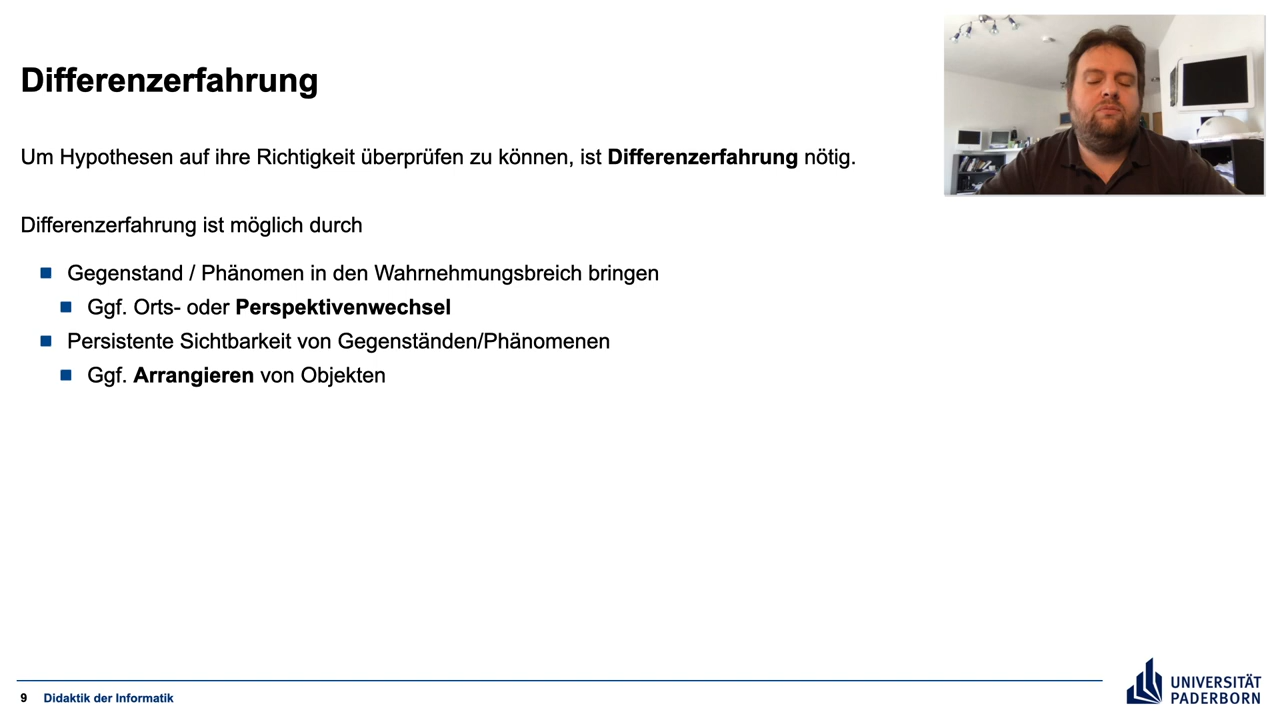 Differenzerfahrung
Um Hypothesen auf ihre Richtigkeit überprüfen zu können, ist Differenzerfahrung nötig.
Differenzerfahrung ist möglich durch
Gegenstand / Phänomen in den Wahrnehmungsbreich bringen
Ggf. Orts- oder Perspektivenwechsel
Persistente Sichtbarkeit von Gegenständen/Phänomenen
Ggf. Arrangieren von Objekten
9 Didaktik der Informatik
UNIVERSITÄT
PADERBORN